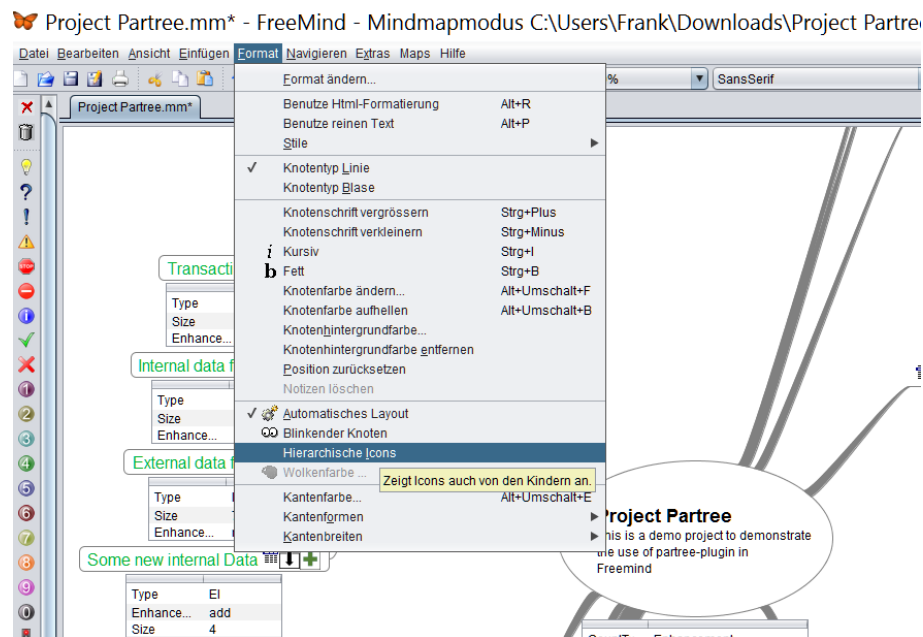 Project Partree.mm* - FreeMind - Mindmapmodus C:\Users\Frank\Downloads\Project Partre
Datei Bearbeiten Ansicht Einfügen Format Navigieren Extras Maps Hilfe
% SansSerif
Project Partree.mm*
Format ändern...
Benutze Html-Formatierung Alt+R
Benutze reinen Text Alt+P
Stile
Knotentyp Linie
Knotentyp Blase
Knotenschrift vergrössern Strg+Plus
Knotenschrift verkleinern Strg+Minus
i Kursiv Strg+I
b Fett Strg+B
Knotenfarbe ändern... Alt+Umschalt+F
Knotenfarbe aufhellen Alt+Umschalt+B
Knotenhintergrundfarbe...
Knotenhintergrundfarbe entfernen
Position zurücksetzen
Notizen löschen
Automatisches Layout
Blinkender Knoten
Hierarchische Icons
Wolkenfarbe ...
Zeigt Icons auch von den Kindern an.
Kantenfarbe... Alt+Umschalt+E
Kantenformen
Kantenbreiten
Transacti
Type
Size
Enhance...
Internal data f
Type
Size
Enhance...
External data f
Type
Size
Enhance...
Some new internal Data
Type EI
Enhance... add
Size 4
Project Partree
This is a demo project to demonstrate
the use of partree-plugin in
Freemind